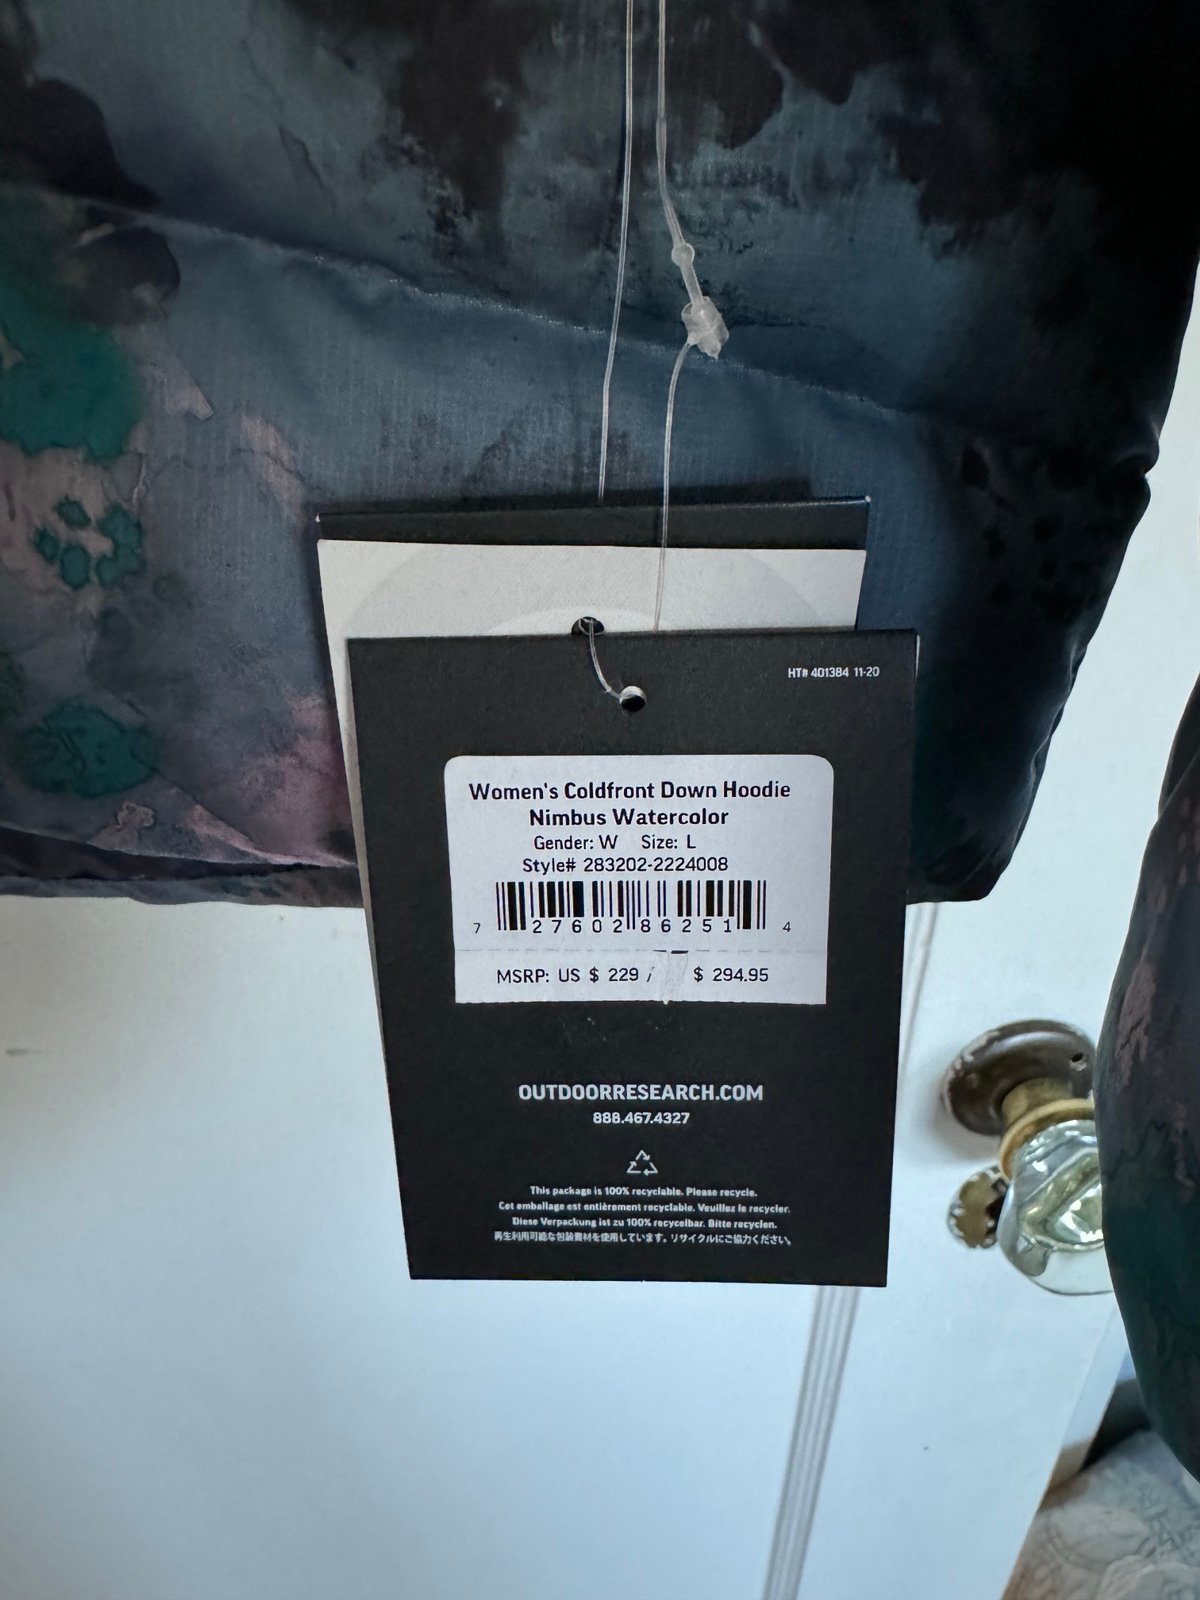 HT# 401384 11-20
Women's Coldfront Down Hoodie
Nimbus Watercolor
Gender: W Size: L
Style# 283202-2224008
7 27602 86251 4
MSRP: US $ 229 / $ 294.95
OUTDOORRESEARCH.COM
888.467.4327
This package is 100% recyclable. Please recycle.
Cet emballage est entièrement recyclable. Veuillez le recycler.
Diese Verpackung ist zu 100% recycelbar. Bitte recyclen.
再生利用可能な包装資材を使用しています。リサイクルにご協力ください。